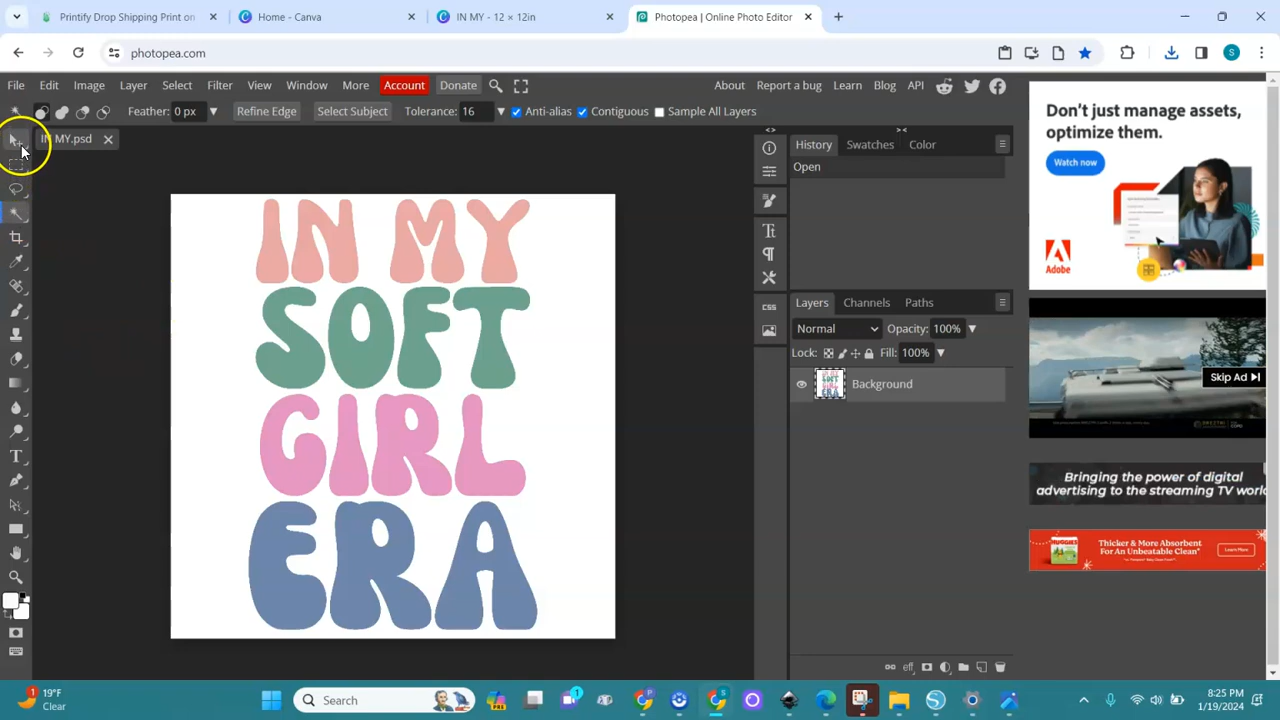 Printify Drop Shipping Print on
Home - Canva
IN MY - 12 × 12in
Photopea | Online Photo Editor
photopea.com
S
File Edit Image Layer Select Filter View Window More Account Donate
About Report a bug Learn Blog API
Feather: 0 px Refine Edge Select Subject Tolerance: 16 Anti-alias Contiguous Sample All Layers
IN MY.psd
IN MY
SOFT
GIRL
ERA
History Swatches Color
Open
CSS
Layers Channels Paths
Normal Opacity: 100%
Lock: Fill: 100%
Background
eff
Don't just manage assets,
optimize them.
Watch now
Adobe
Skip Ad
Bringing the power of digital
advertising to the streaming TV world
Thicker & More Absorbent
For An Unbeatable Clean*
Learn More
1
19°F
Clear
Search
8:25 PM
1/19/2024